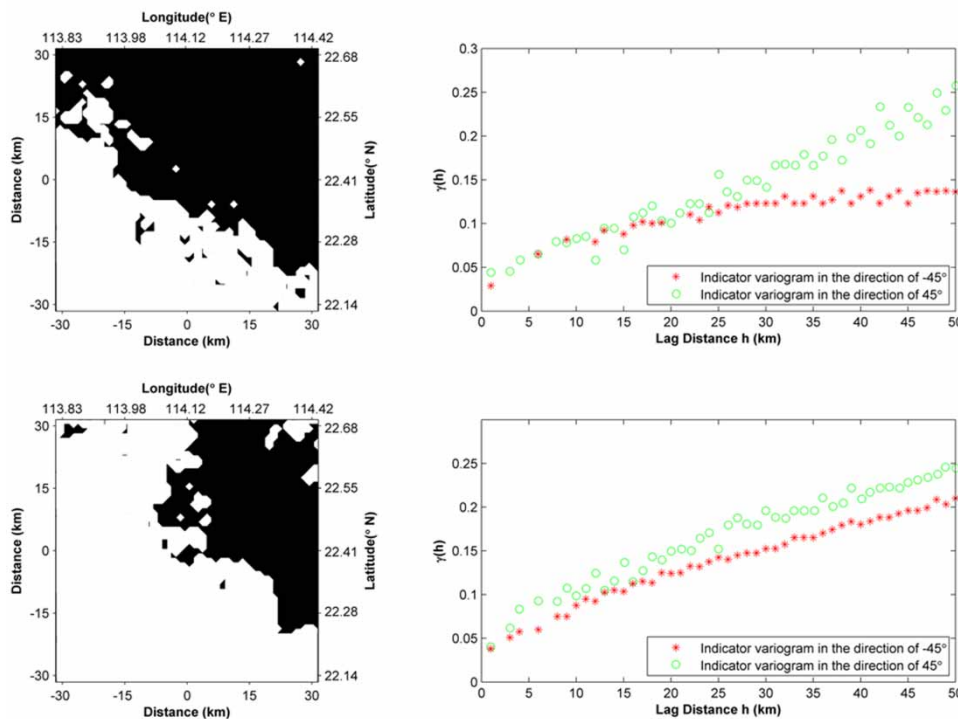 Longitude(° E)
113.83 113.98 114.12 114.27 114.42
30
15
0
-15
-30
Distance (km)
22.68
22.55
22.41
22.28
22.14
Latitude(° N)
-30 -15 0 15 30
Distance (km)
0.3
0.25
0.2
0.15
0.1
0.05
0
γ(h)
Indicator variogram in the direction of -45°
Indicator variogram in the direction of 45°
0 5 10 15 20 25 30 35 40 45 50
Lag Distance h (km)
Longitude(° E)
113.83 113.98 114.12 114.27 114.42
30
15
0
-15
-30
Distance (km)
22.68
22.55
22.41
22.28
22.14
Latitude(° N)
-30 -15 0 15 30
Distance (km)
0.25
0.2
0.15
0.1
0.05
0
γ(h)
Indicator variogram in the direction of -45°
Indicator variogram in the direction of 45°
0 5 10 15 20 25 30 35 40 45 50
Lag Distance h (km)